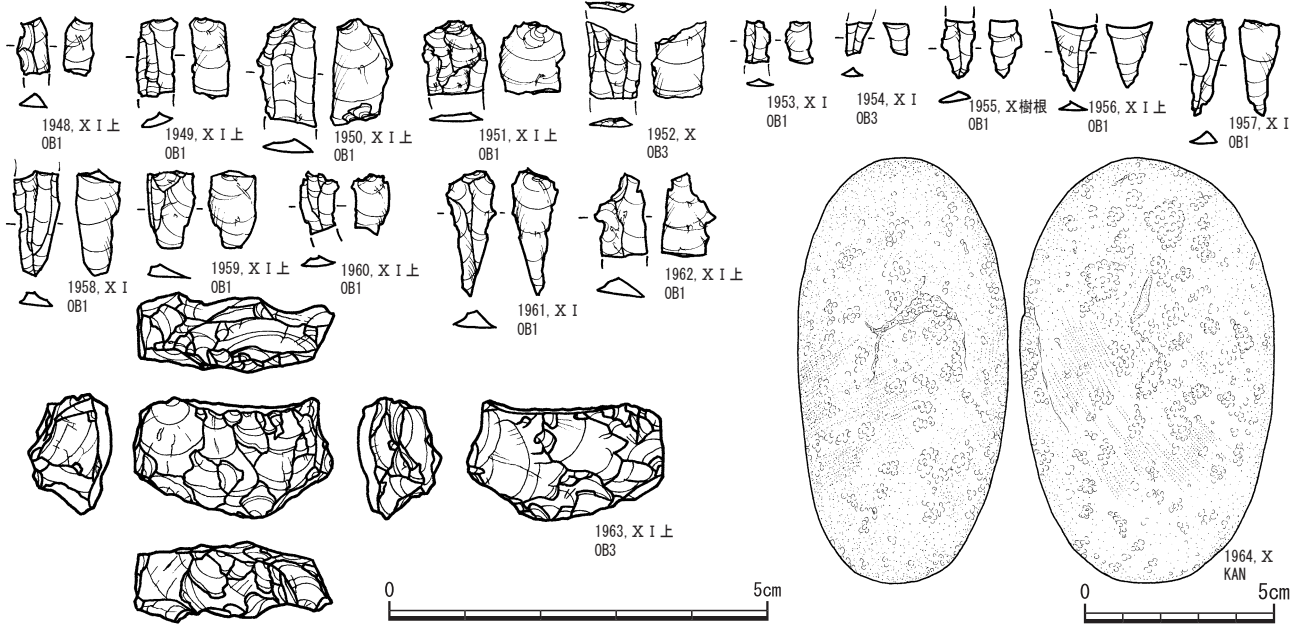 1948, ⅩⅠ上
OB1
1949, ⅩⅠ上
OB1
1950, ⅩⅠ上
OB1
1951, ⅩⅠ上
OB1
1952, Ⅹ
OB3
1953, ⅩⅠ
OB1
1954, ⅩⅠ
OB3
1955, Ⅹ樹根
OB1
1956, ⅩⅠ上
OB1
1957, ⅩⅠ
OB1
1958, ⅩⅠ
OB1
1959, ⅩⅠ上
OB1
1960, ⅩⅠ上
OB1
1961, ⅩⅠ
OB1
1962, ⅩⅠ上
OB1
1963, ⅩⅠ上
OB3
1964, Ⅹ
KAN
0 5cm
0 5cm